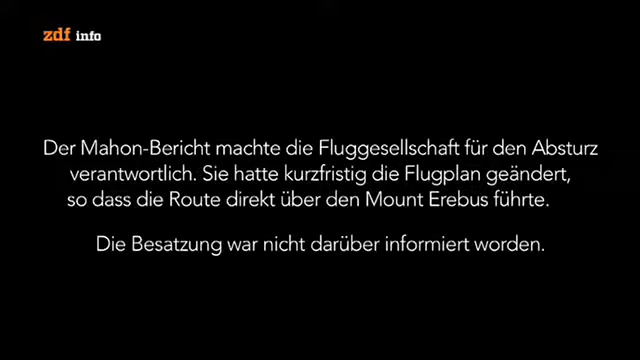 zdf info
Der Mahon-Bericht machte die Fluggesellschaft für den Absturz
verantwortlich. Sie hatte kurzfristig die Flugplan geändert,
so dass die Route direkt über den Mount Erebus führte.
Die Besatzung war nicht darüber informiert worden.